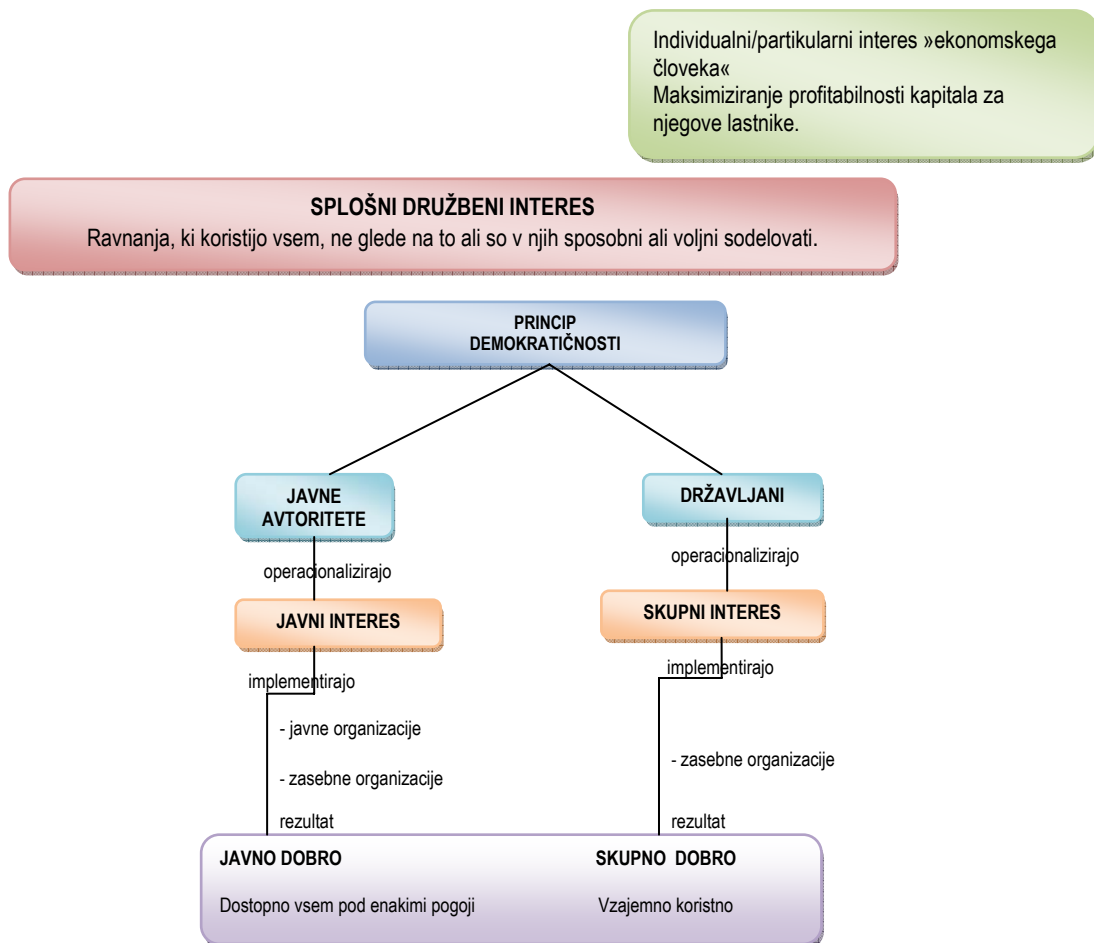 Individualni/partikularni interes »ekonomskega
človeka«
Maksimiziranje profitabilnosti kapitala za
njegove lastnike.
SPLOŠNI DRUŽBENI INTERES
Ravnanja, ki koristijo vsem, ne glede na to ali so v njih sposobni ali voljni sodelovati.
PRINCIP
DEMOKRATIČNOSTI
JAVNE
AVTORITETE
DRŽAVLJANI
operacionalizirajo
operacionalizirajo
JAVNI INTERES
SKUPNI INTERES
implementirajo
implementirajo
- javne organizacije
- zasebne organizacije
- zasebne organizacije
rezultat
rezultat
JAVNO DOBRO
SKUPNO DOBRO
Dostopno vsem pod enakimi pogoji
Vzajemno koristno